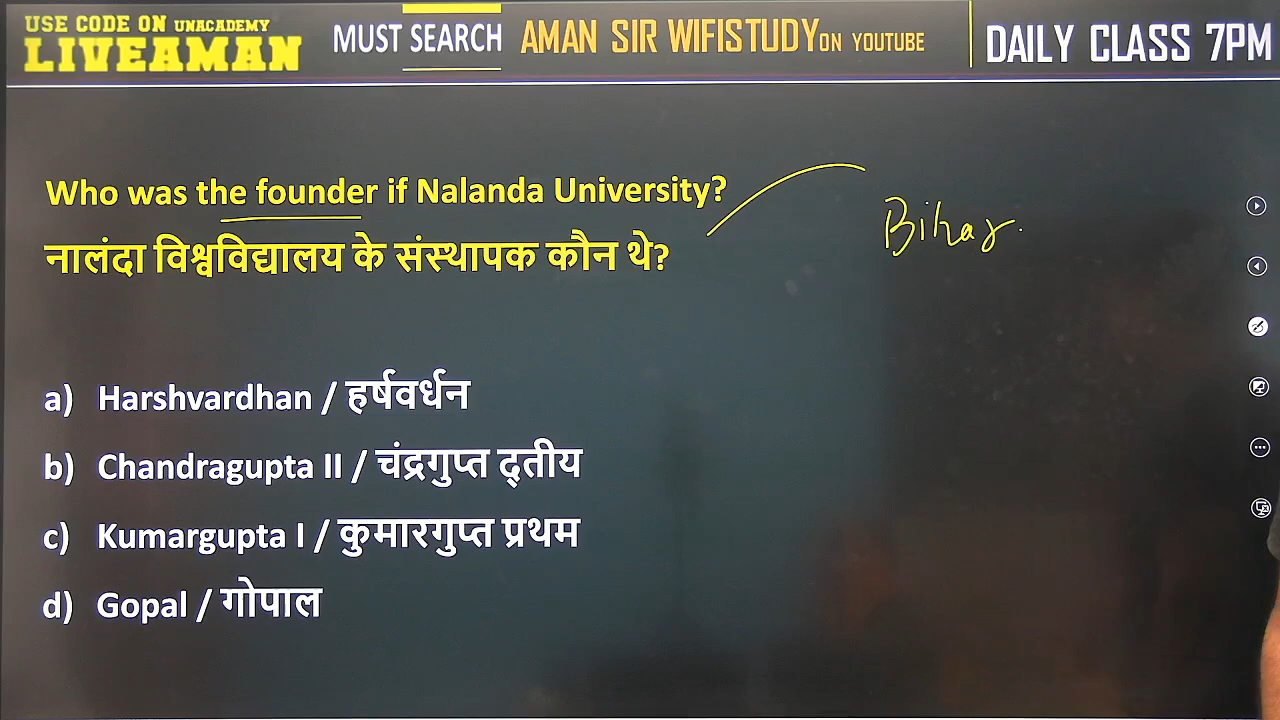 USE CODE ON UNACADEMY
LIVEAMAN
MUST SEARCH AMAN SIR WIFISTUDY ON YOUTUBE
DAILY CLASS 7PM
Who was the founder if Nalanda University?
Bihar.
नालंदा विश्वविद्यालय के संस्थापक कौन थे?
a) Harshvardhan / हर्षवर्धन
b) Chandragupta II / चंद्रगुप्त द्तीय
c) Kumargupta I / कुमारगुप्त प्रथम
d) Gopal / गोपाल